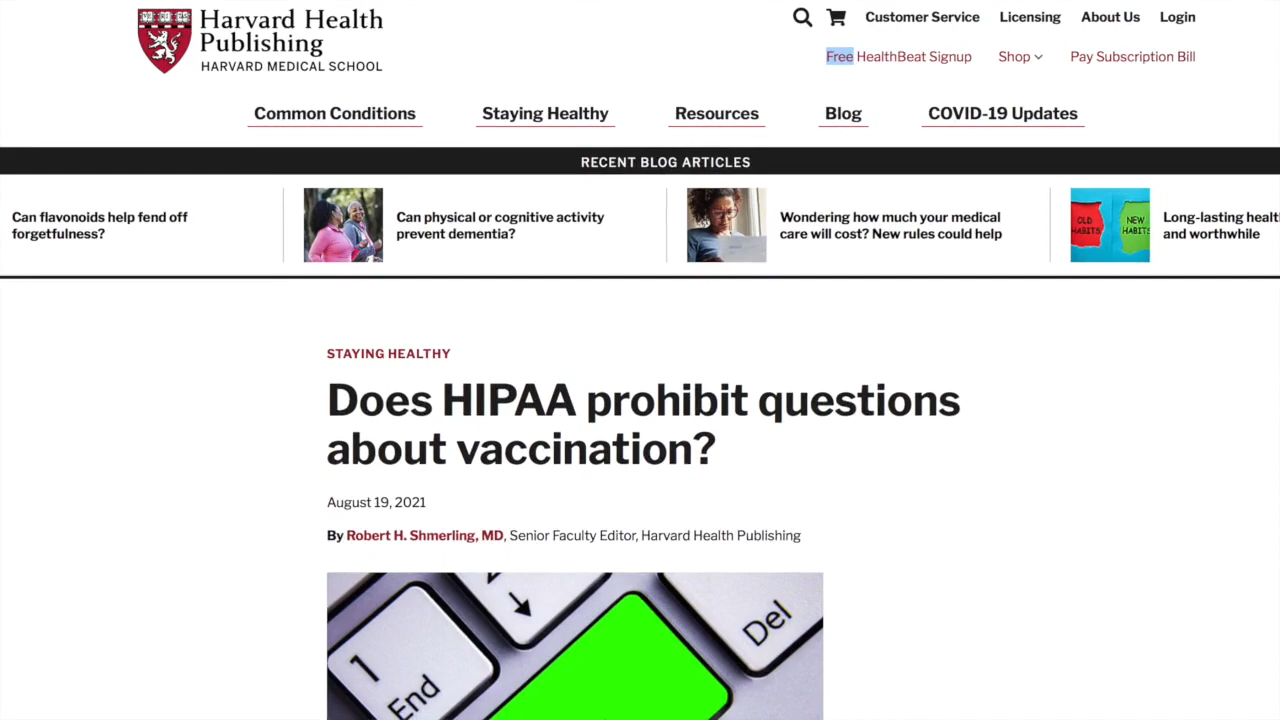 Harvard Health
Publishing
HARVARD MEDICAL SCHOOL
Customer Service Licensing About Us Login
Free HealthBeat Signup Shop Pay Subscription Bill
Common Conditions Staying Healthy Resources Blog COVID-19 Updates
RECENT BLOG ARTICLES
Can flavonoids help fend off
forgetfulness?
Can physical or cognitive activity
prevent dementia?
Wondering how much your medical
care will cost? New rules could help
OLD
HABITS
NEW
HABITS
Long-lasting healt
and worthwhile
STAYING HEALTHY
Does HIPAA prohibit questions
about vaccination?
August 19, 2021
By Robert H. Shmerling, MD, Senior Faculty Editor, Harvard Health Publishing
1
End
Del